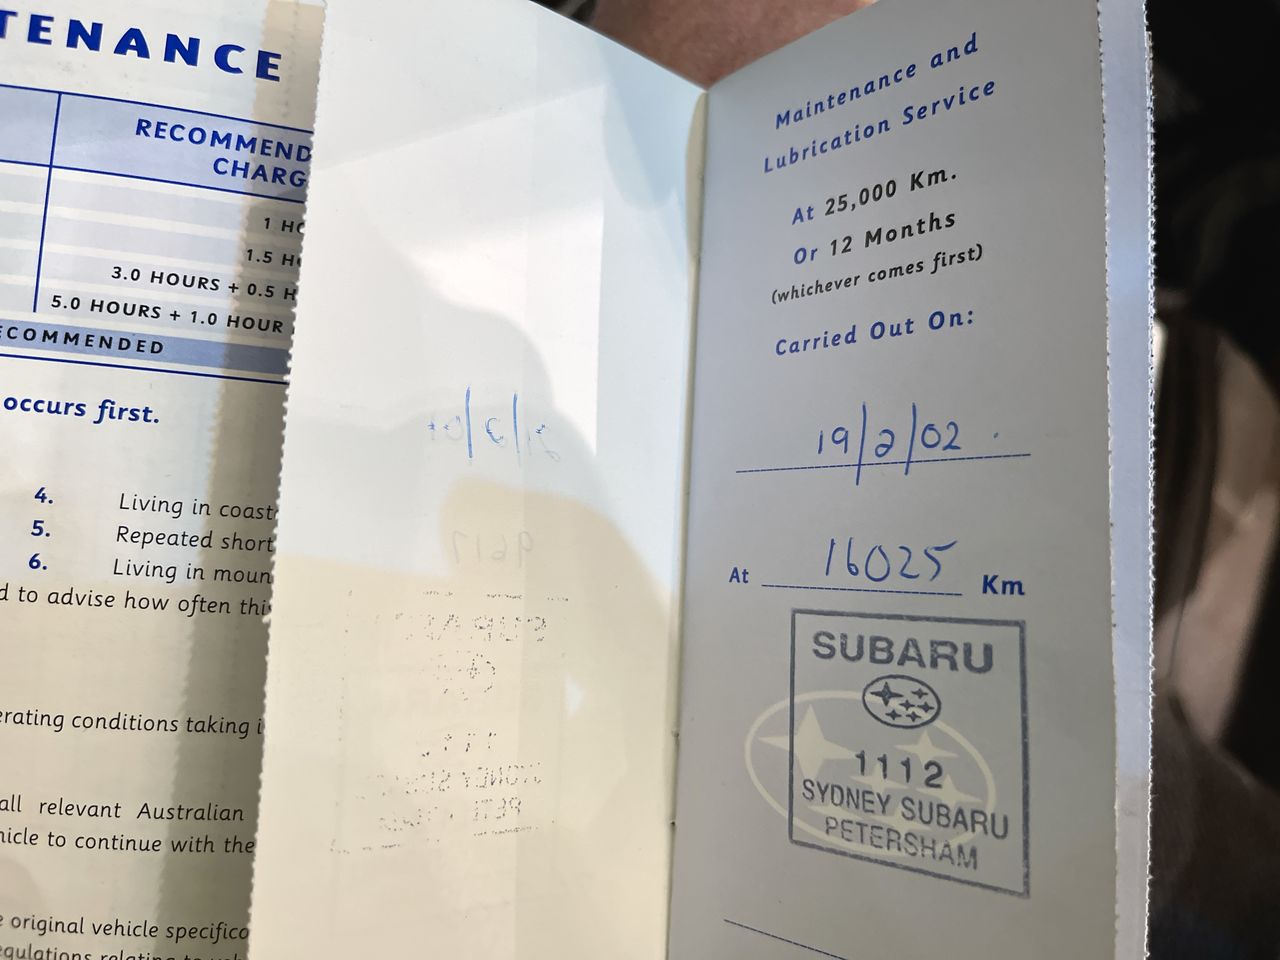 TENANCE
RECOMMEND
CHARG
1 HO
1.5 H
3.0 HOURS + 0.5 H
5.0 HOURS + 1.0 HOUR
ECOMMENDED
occurs first.
4. Living in coast
5. Repeated short
6. Living in moun
d to advise how often this
erating conditions taking i
all relevant Australian
hicle to continue with the
e original vehicle specifica
Maintenance and
Lubrication Service
At 25,000 Km.
Or 12 Months
(whichever comes first)
Carried Out On:
19/2/02
At 16025 Km
SUBARU
1112
SYDNEY SUBARU
PETERSHAM